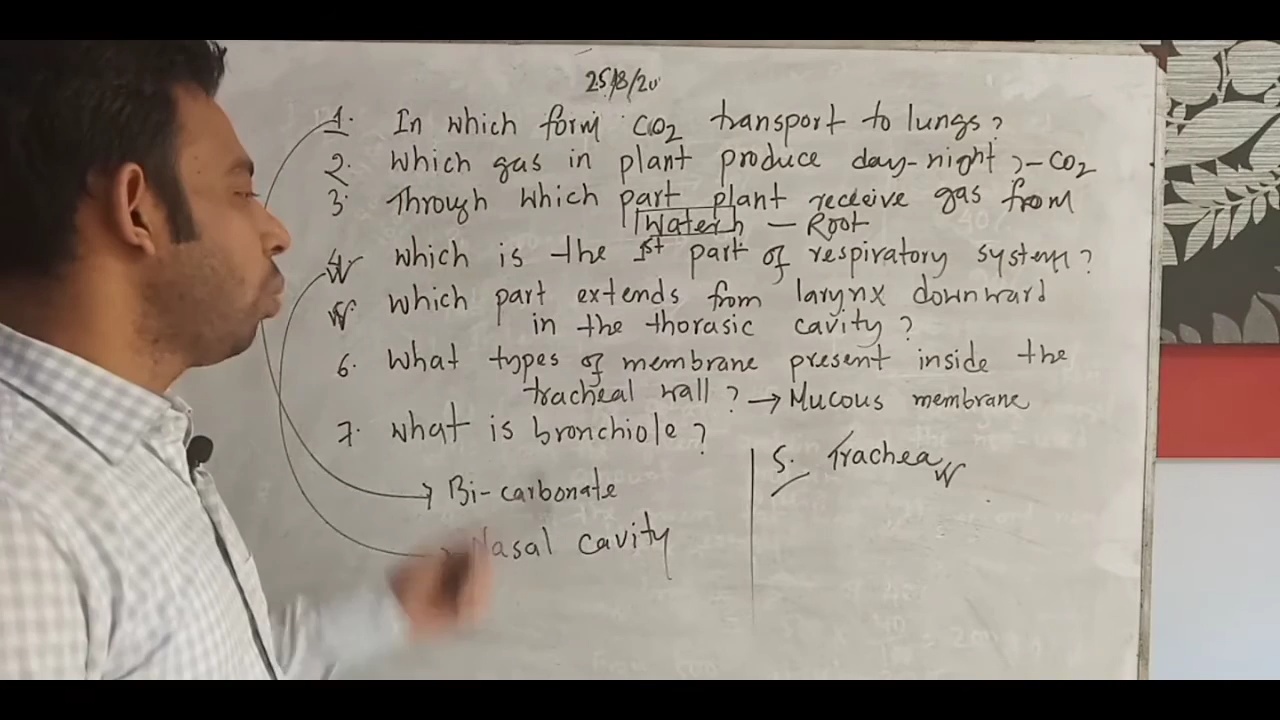 25/8/20
1. In which form CO2 transport to lungs?
2. Which gas in plant produce day-night? - CO2
3. Through which part plant receive gas from
water? - Root
4. Which is the 1st part of respiratory system?
5. Which part extends from larynx downward
in the thorasic cavity?
6. What types of membrane present inside the
tracheal wall? → Mucous membrane
7. What is bronchiole?
→ Bi-carbonate
→ Nasal cavity
5. Trachea